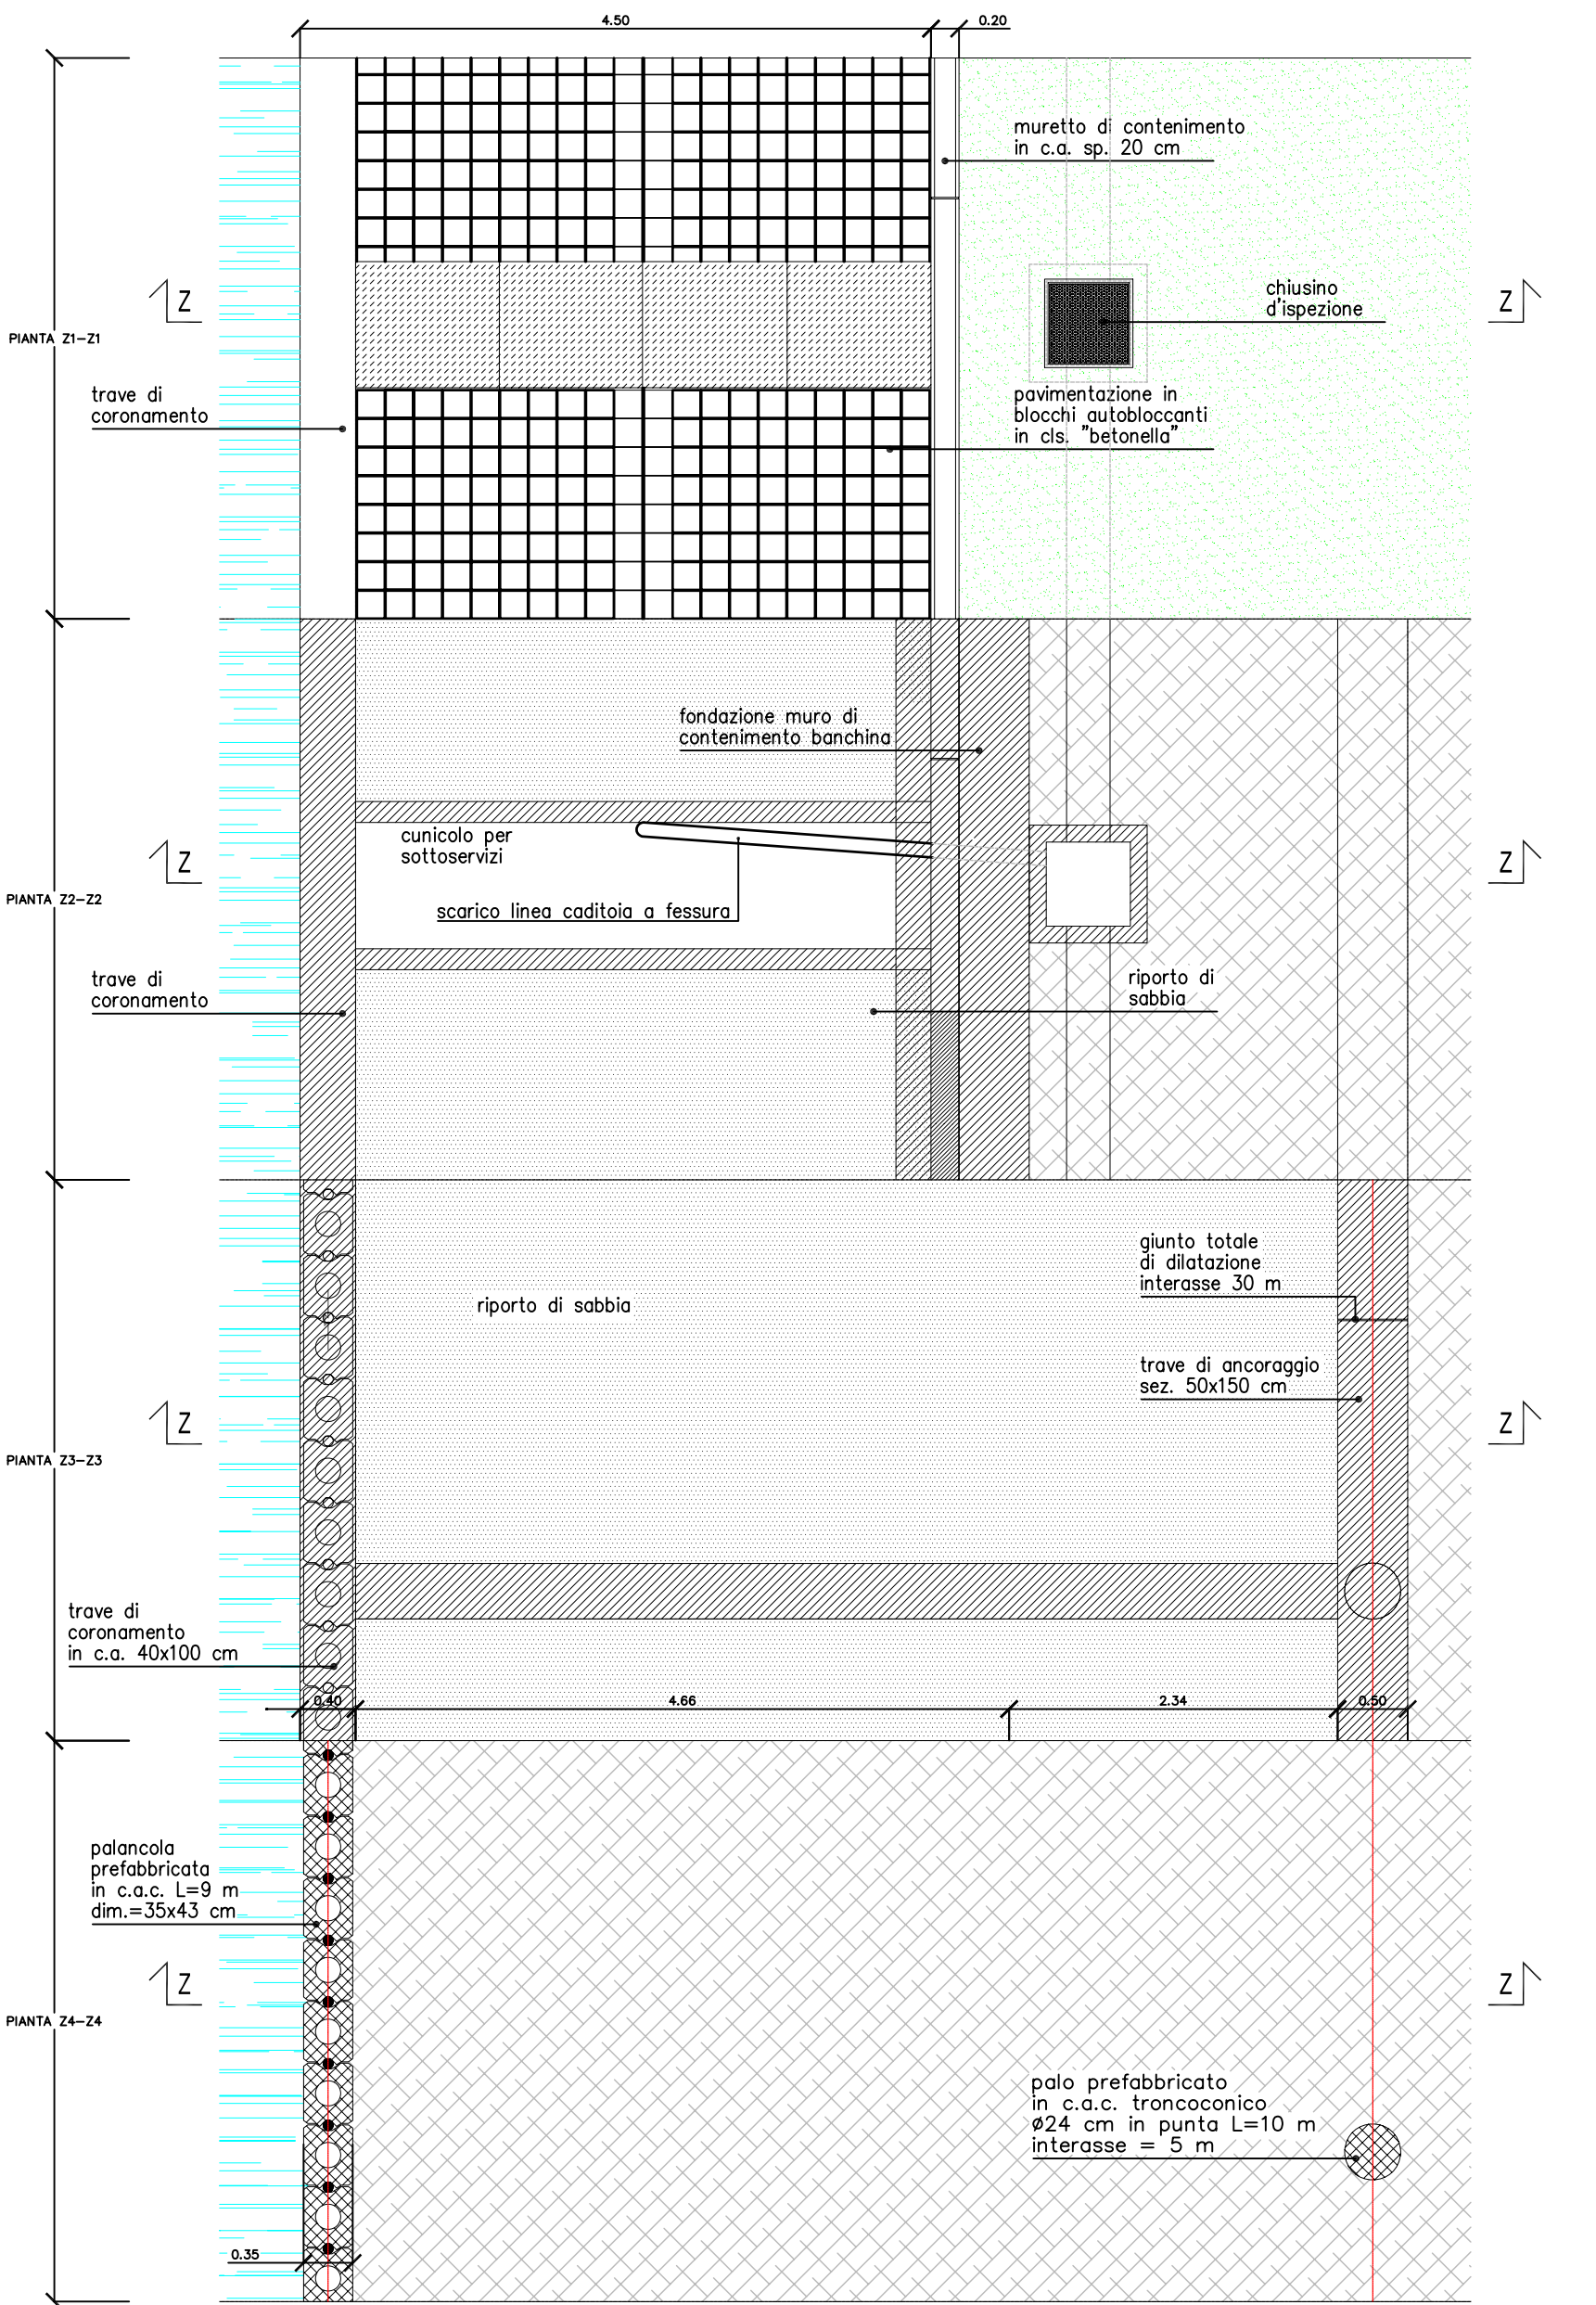 4.50
0.20
muretto di contenimento
in c.a. sp. 20 cm
chiusino
d'ispezione
Z
Z
PIANTA Z1-Z1
trave di
coronamento
pavimentazione in
blocchi autobloccanti
in cls. "betonella"
fondazione muro di
contenimento banchina
cunicolo per
sottoservizi
Z
Z
PIANTA Z2-Z2
scarico linea caditoia a fessura
trave di
coronamento
riporto di
sabbia
giunto totale
di dilatazione
interasse 30 m
riporto di sabbia
trave di ancoraggio
sez. 50x150 cm
Z
Z
PIANTA Z3-Z3
trave di
coronamento
in c.a. 40x100 cm
0.40
4.66
2.34
0.50
palancola
prefabbricata
in c.a.c. L=9 m
dim.=35x43 cm
Z
Z
PIANTA Z4-Z4
palo prefabbricato
in c.a.c. troncoconico
Ø24 cm in punta L=10 m
interasse = 5 m
0.35